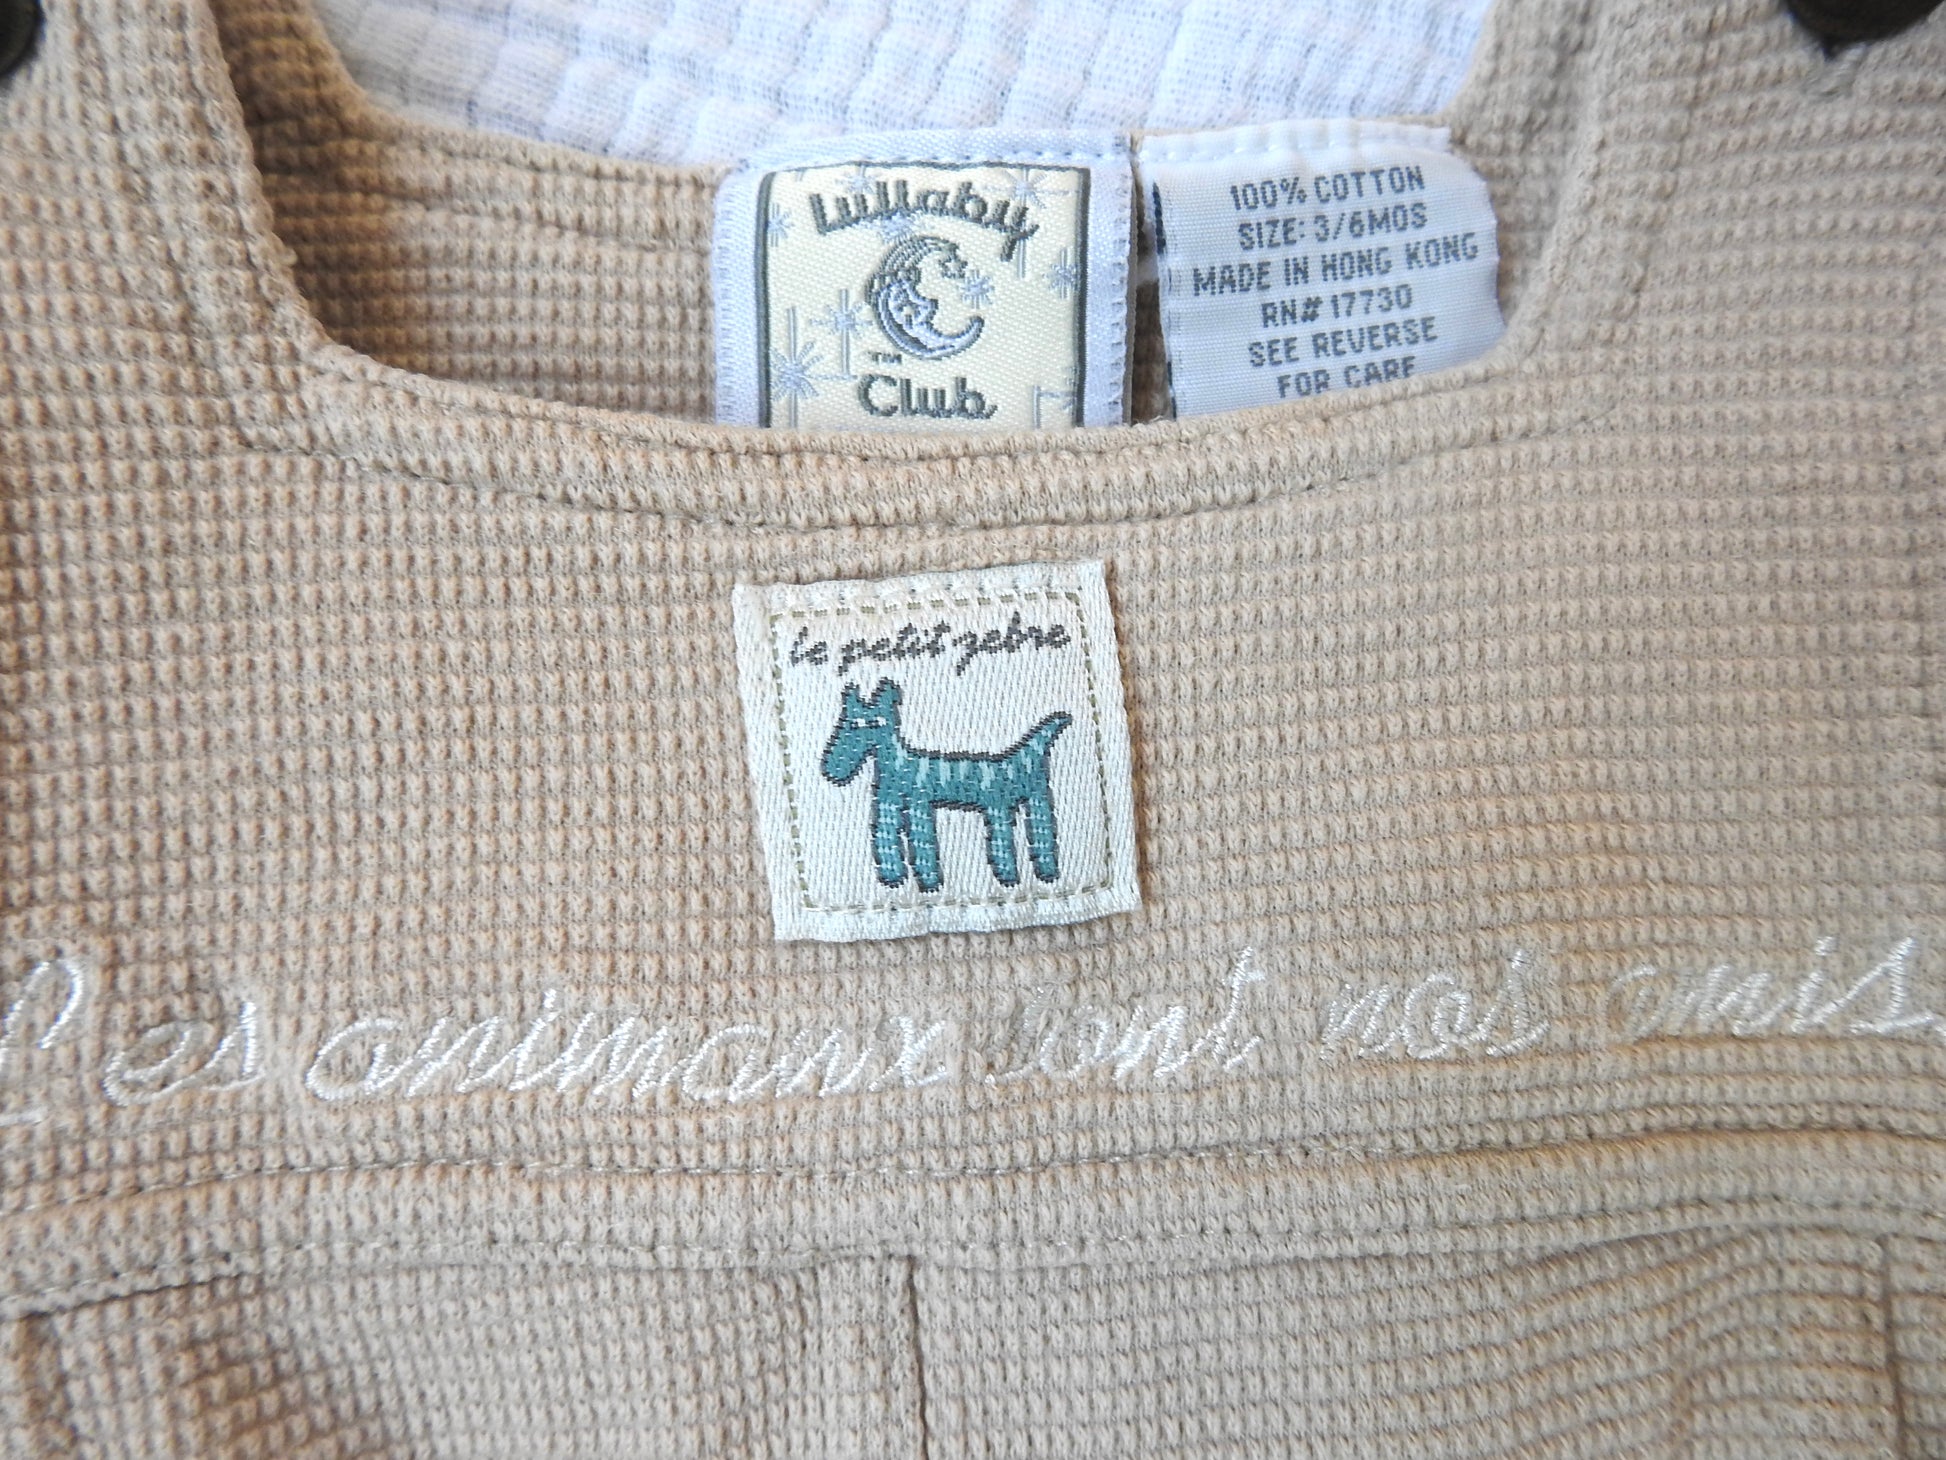 Lullaby
™
Club
100% COTTON
SIZE: 3/6MOS
MADE IN HONG KONG
RN# 17730
SEE REVERSE
FOR CARE
le petit zebre
Les animaux sont nos amis.